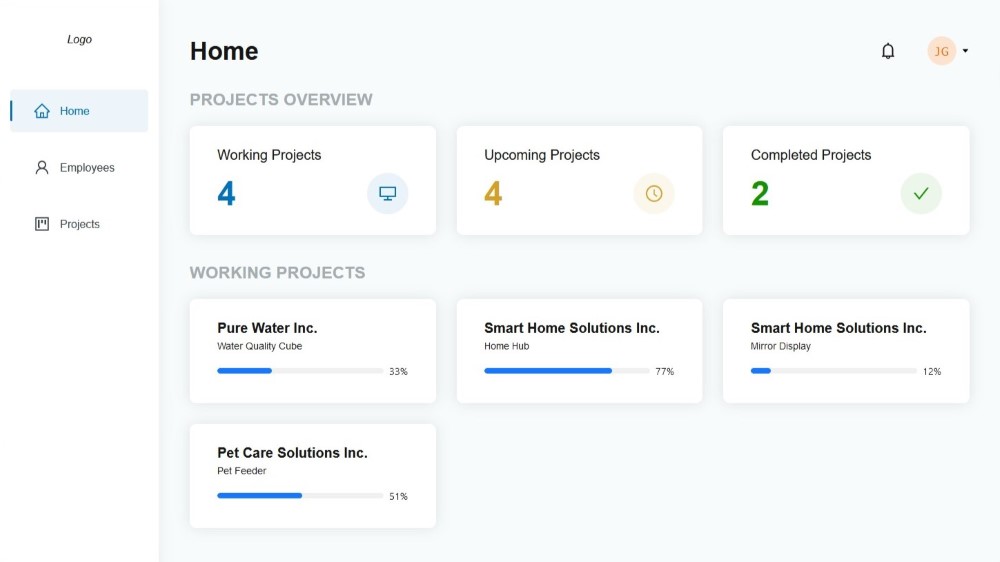 Logo
Home
Employees
Projects
Home
JG
PROJECTS OVERVIEW
Working Projects
4
Upcoming Projects
4
Completed Projects
2
WORKING PROJECTS
Pure Water Inc.
Water Quality Cube
33%
Smart Home Solutions Inc.
Home Hub
77%
Smart Home Solutions Inc.
Mirror Display
12%
Pet Care Solutions Inc.
Pet Feeder
51%